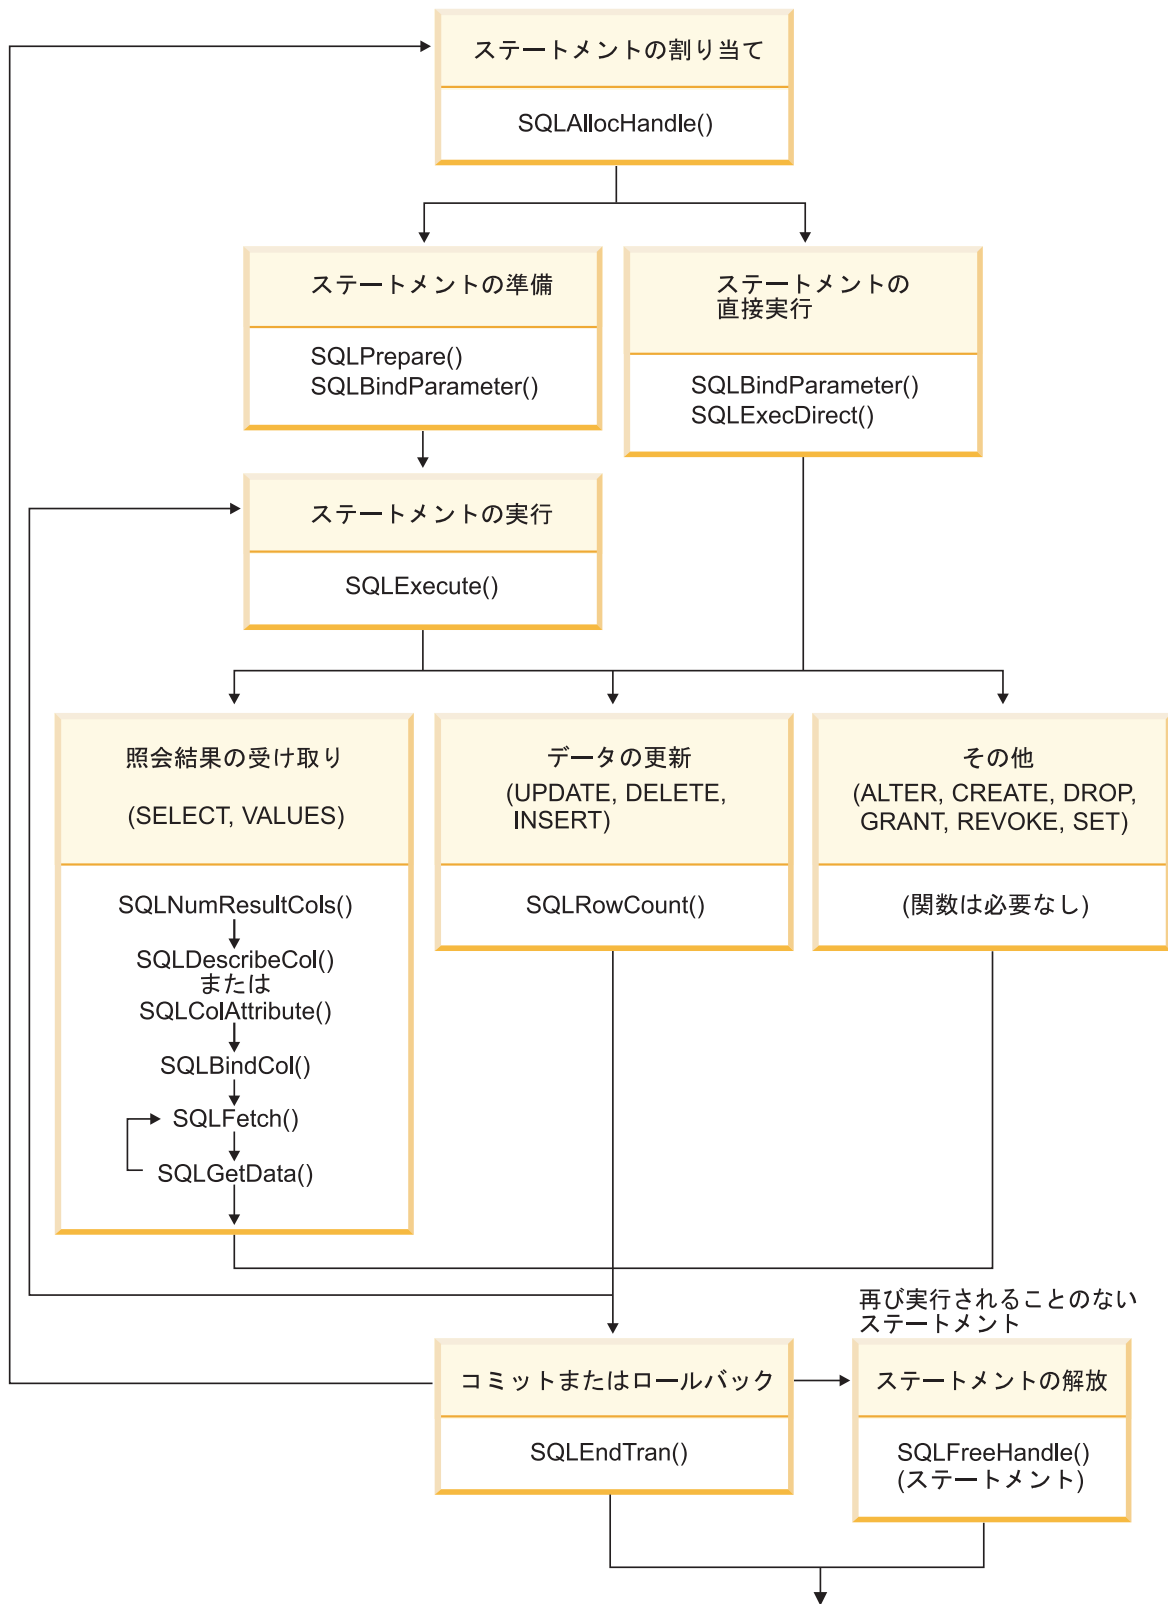 ステートメントの割り当て
SQLAllocHandle()
ステートメントの準備
SQLPrepare()
SQLBindParameter()
ステートメントの
直接実行
SQLBindParameter()
SQLExecDirect()
ステートメントの実行
SQLExecute()
照会結果の受け取り
(SELECT, VALUES)
SQLNumResultCols()
SQLDescribeCol()
または
SQLColAttribute()
SQLBindCol()
SQLFetch()
SQLGetData()
データの更新
(UPDATE, DELETE,
INSERT)
SQLRowCount()
その他
(ALTER, CREATE, DROP,
GRANT, REVOKE, SET)
(関数は必要なし)
コミットまたはロールバック
SQLEndTran()
再び実行されることのない
ステートメント
ステートメントの解放
SQLFreeHandle()
(ステートメント)